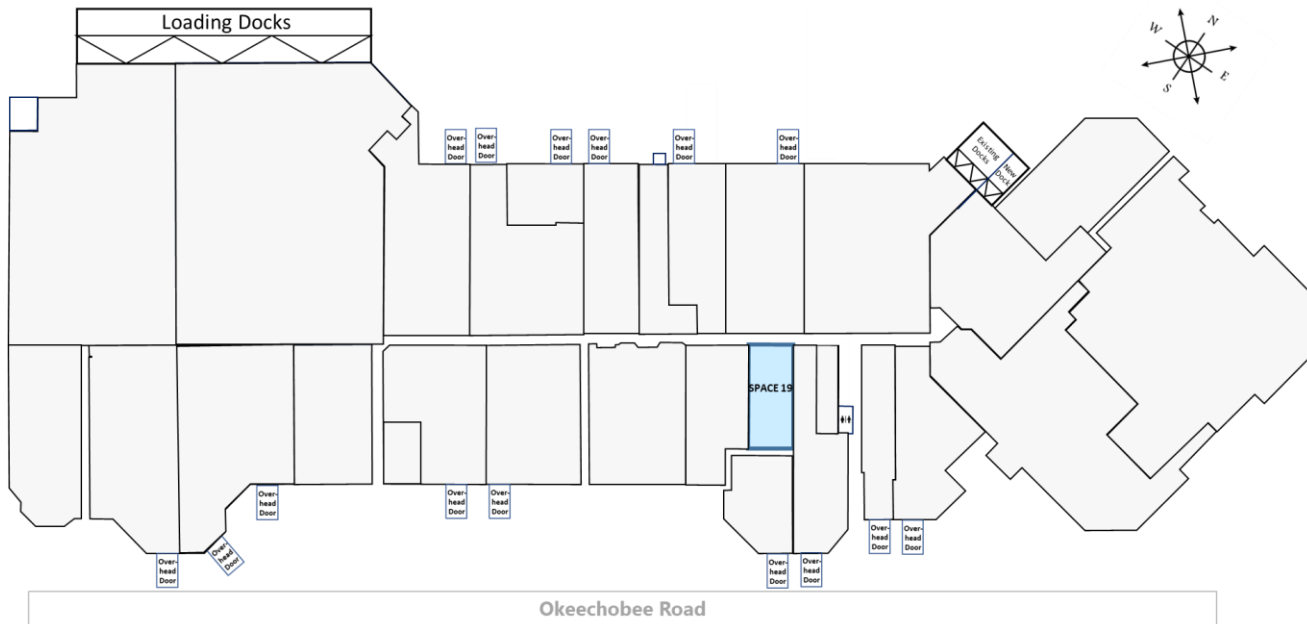 Loading Docks
N
W
E
S
Over-
head
Door
Over-
head
Door
Over-
head
Door
Over-
head
Door
Over-
head
Door
Over-
head
Door
Existing
Docks
New
Dock
SPACE 19
Over-
head
Door
Over-
head
Door
Over-
head
Door
Over-
head
Door
Over-
head
Door
Over-
head
Door
Over-
head
Door
Over-
head
Door
Over-
head
Door
Okeechobee Road